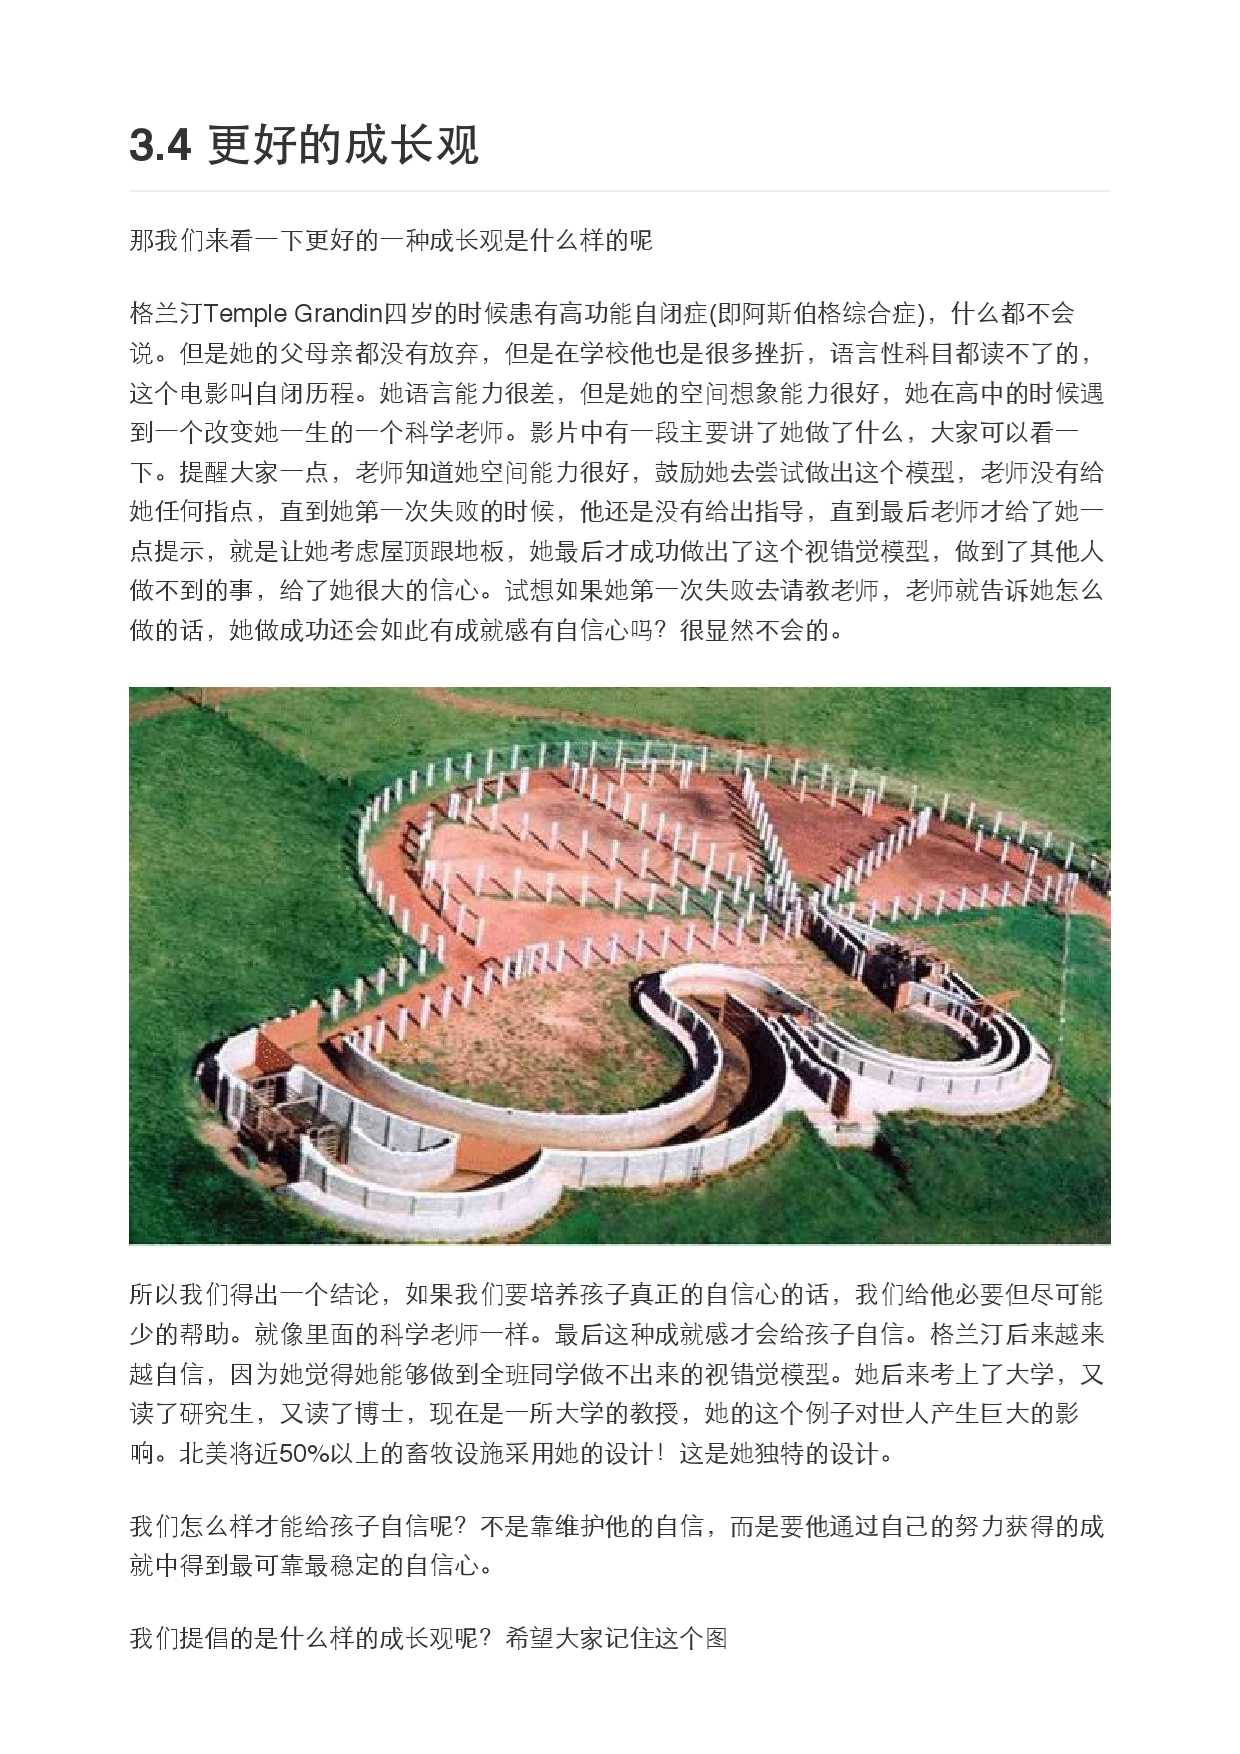 3.4 更好的成长观
那我们来看一下更好的一种成长观是什么样的呢
格兰汀Temple Grandin四岁的时候患有高功能自闭症(即阿斯伯格综合症)，什么都不会
说。但是她的父母亲都没有放弃，但是在学校他也是很多挫折，语言性科目都读不了的，
这个电影叫自闭历程。她语言能力很差，但是她的空间想象能力很好，她在高中的时候遇
到一个改变她一生的一个科学老师。影片中有一段主要讲了她做了什么，大家可以看一
下。提醒大家一点，老师知道她空间能力很好，鼓励她去尝试做出这个模型，老师没有给
她任何指点，直到她第一次失败的时候，他还是没有给出指导，直到最后老师才给了她一
点提示，就是让她考虑屋顶跟地板，她最后才成功做出了这个视错觉模型，做到了其他人
做不到的事，给了她很大的信心。试想如果她第一次失败去请教老师，老师就告诉她怎么
做的话，她做成功还会如此有成就感有自信心吗？很显然不会的。
所以我们得出一个结论，如果我们要培养孩子真正的自信心的话，我们给他必要但尽可能
少的帮助。就像里面的科学老师一样。最后这种成就感才会给孩子自信。格兰汀后来越来
越自信，因为她觉得她能够做到全班同学做不出来的视错觉模型。她后来考上了大学，又
读了研究生，又读了博士，现在是一所大学的教授，她的这个例子对世人产生巨大的影
响。北美将近50%以上的畜牧设施采用她的设计！这是她独特的设计。
我们怎么样才能给孩子自信呢？不是靠维护他的自信，而是要他通过自己的努力获得的成
就中得到最可靠最稳定的自信心。
我们提倡的是什么样的成长观呢？希望大家记住这个图